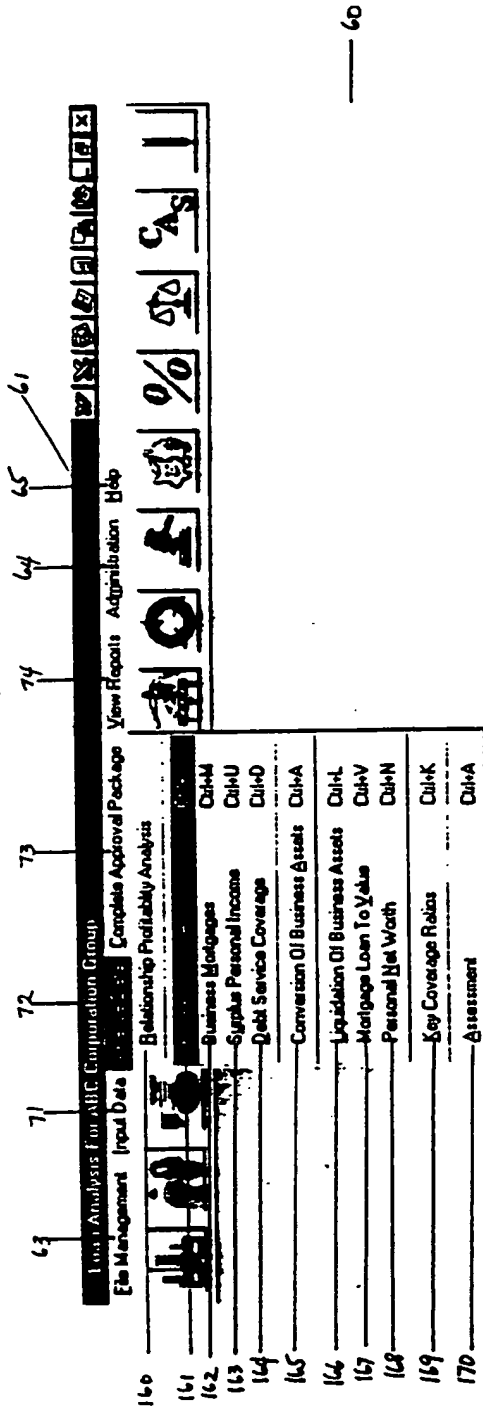 60
61
63 71 72 73 74 64 65
Loan Analysis For ABC Corporation Group
File Management Input Data Complete Approval Package View Reports Administration Help
% CAS
160 Relationship Profitability Analysis
161
162 Business Mortgages Ctrl+M
163 Surplus Personal Income Ctrl+U
164 Debt Service Coverage Ctrl+D
165 Conversion Of Business Assets Ctrl+A
166 Liquidation Of Business Assets Ctrl+L
167 Mortgage Loan To Value Ctrl+V
168 Personal Net Worth Ctrl+N
169 Key Coverage Ratios Ctrl+K
170 Assessment Ctrl+A